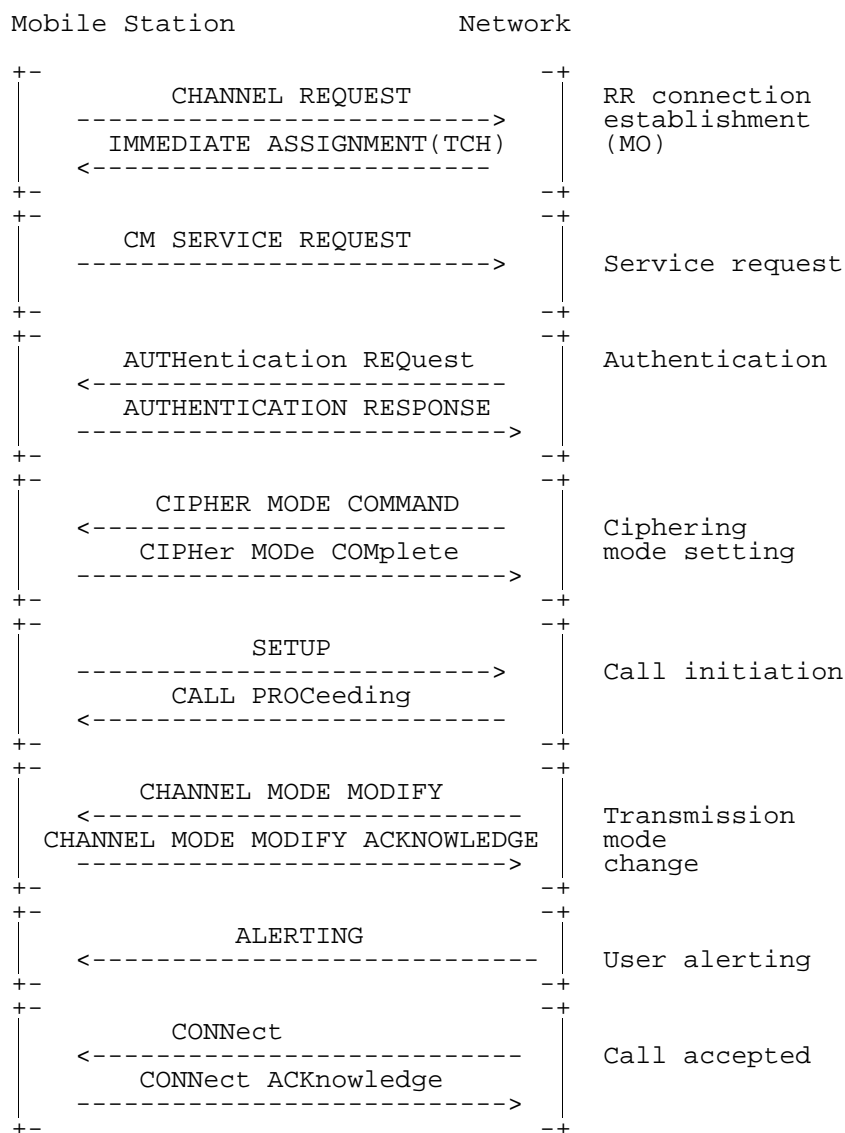 Mobile Station Network
CHANNEL REQUEST RR connection
establishment
IMMEDIATE ASSIGNMENT(TCH) (MO)
CM SERVICE REQUEST
Service request
AUTHentication REQuest Authentication
AUTHENTICATION RESPONSE
CIPHER MODE COMMAND
Ciphering
CIPHer MODe COMplete mode setting
SETUP
Call initiation
CALL PROCeeding
CHANNEL MODE MODIFY
Transmission
CHANNEL MODE MODIFY ACKNOWLEDGE mode
change
ALERTING
User alerting
CONNect
Call accepted
CONNect ACKnowledge